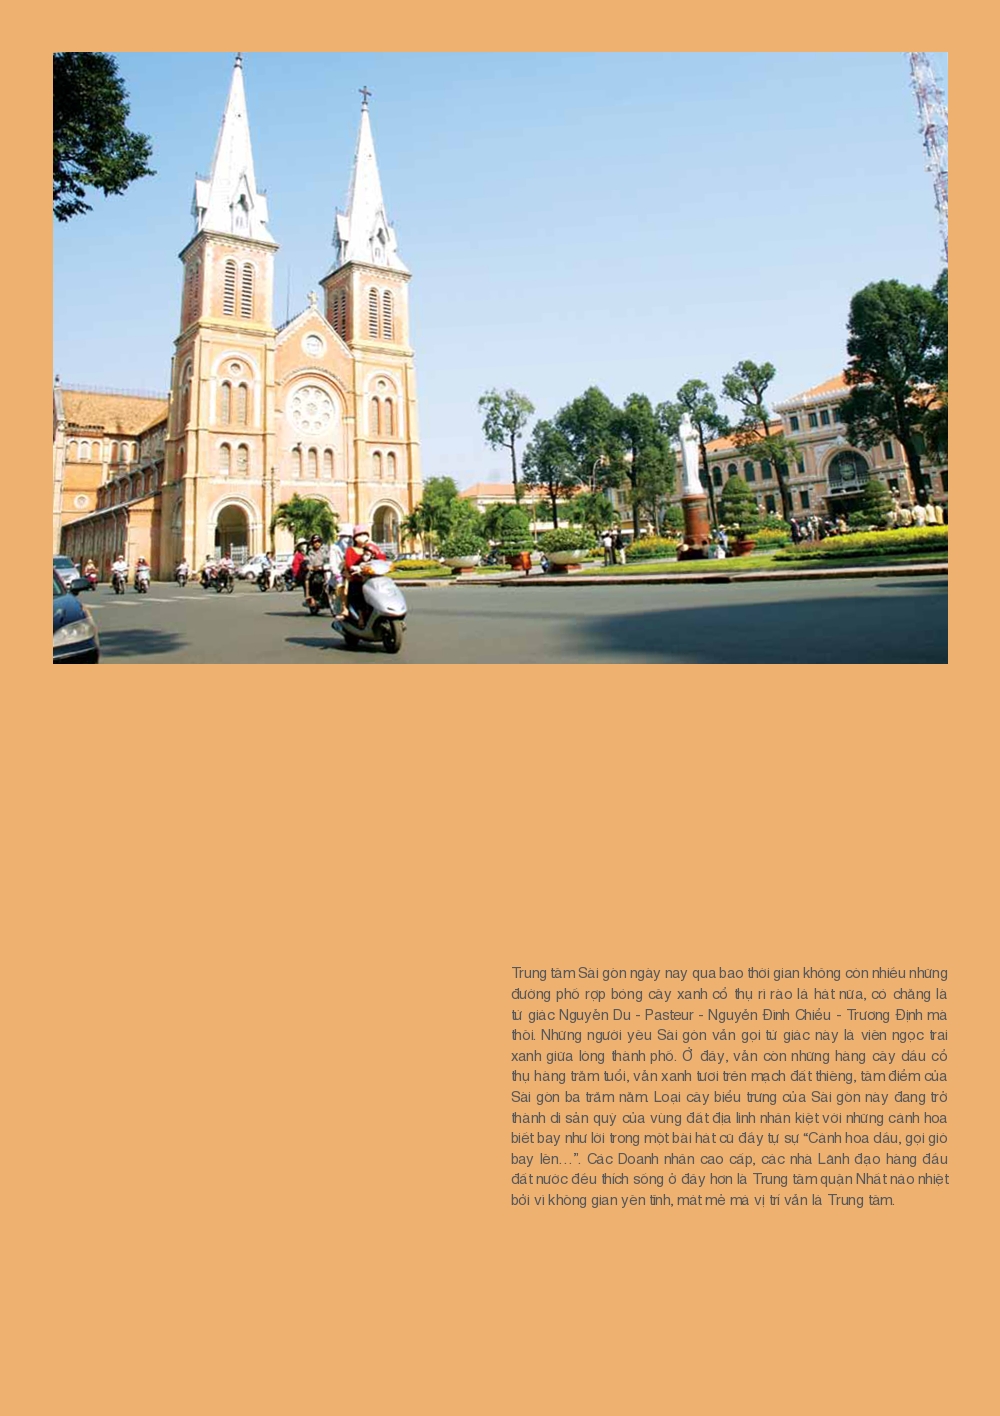 Trung tâm Sài gòn ngày nay qua bao thời gian không còn nhiều những
đường phố rợp bóng cây xanh cổ thụ rì rào lá hát nữa, có chăng là
tứ giác Nguyễn Du - Pasteur - Nguyễn Đình Chiểu - Trương Định mà
thôi. Những người yêu Sài gòn vẫn gọi tứ giác này là viên ngọc trai
xanh giữa lòng thành phố. Ở đây, vẫn còn những hàng cây dầu cổ
thụ hàng trăm tuổi, vẫn xanh tươi trên mạch đất thiêng, tâm điểm của
Sài gòn ba trăm năm. Loại cây biểu trưng của Sài gòn này đang trở
thành di sản quý của vùng đất địa linh nhân kiệt với những cánh hoa
biết bay như lời trong một bài hát cũ đầy tự sự “Cánh hoa dầu, gọi gió
bay lên…”. Các Doanh nhân cao cấp, các nhà Lãnh đạo hàng đầu
đất nước đều thích sống ở đây hơn là Trung tâm quận Nhất náo nhiệt
bởi vì không gian yên tĩnh, mát mẻ mà vị trí vẫn là Trung tâm.